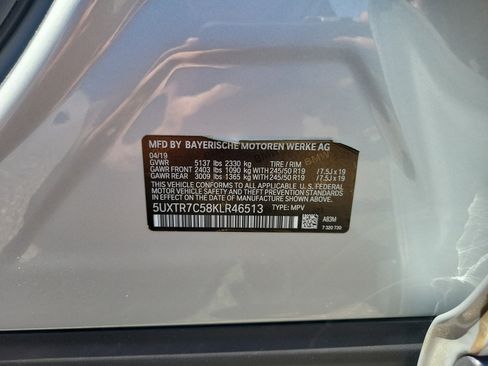 MFD BY BAYERISCHE MOTOREN WERKE AG
04/19
GVWR 5137 lbs 2330 kg TIRE / RIM
GAWR FRONT 2403 lbs 1090 kg WITH 245/50 R19 / 7.5J x 19
GAWR REAR 3009 lbs 1365 kg WITH 245/50 R19 / 7.5J x 19
THIS VEHICLE CONFORMS TO ALL APPLICABLE U.S. FEDERAL
SAFETY AND THEFT PREVENTION STANDARDS
IN EFFECT ON THE DATE OF MANUFACTURE SHOWN ABOVE.
5UXTR7C58KLR46513 TYPE: MPV
A83M
7 320 730